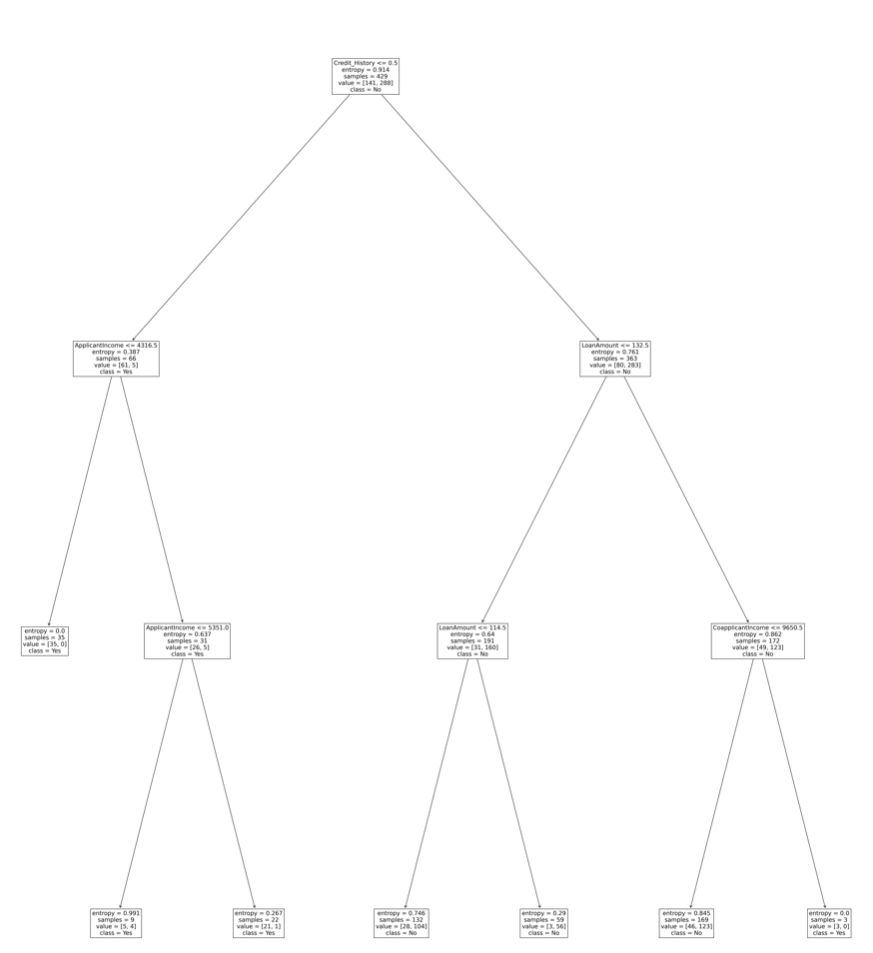 Credit_History <= 0.5
entropy = 0.914
samples = 429
value = [141, 288]
class = No
ApplicantIncome <= 4316.5
entropy = 0.387
samples = 66
value = [61, 5]
class = Yes
LoanAmount <= 132.5
entropy = 0.761
samples = 363
value = [80, 283]
class = No
entropy = 0.0
samples = 35
value = [35, 0]
class = Yes
ApplicantIncome <= 5351.0
entropy = 0.637
samples = 31
value = [26, 5]
class = Yes
LoanAmount <= 114.5
entropy = 0.64
samples = 191
value = [31, 160]
class = No
CoapplicantIncome <= 9650.5
entropy = 0.862
samples = 172
value = [49, 123]
class = No
entropy = 0.991
samples = 9
value = [5, 4]
class = Yes
entropy = 0.267
samples = 22
value = [21, 1]
class = Yes
entropy = 0.746
samples = 132
value = [28, 104]
class = No
entropy = 0.29
samples = 59
value = [3, 56]
class = No
entropy = 0.845
samples = 169
value = [46, 123]
class = No
entropy = 0.0
samples = 3
value = [3, 0]
class = Yes